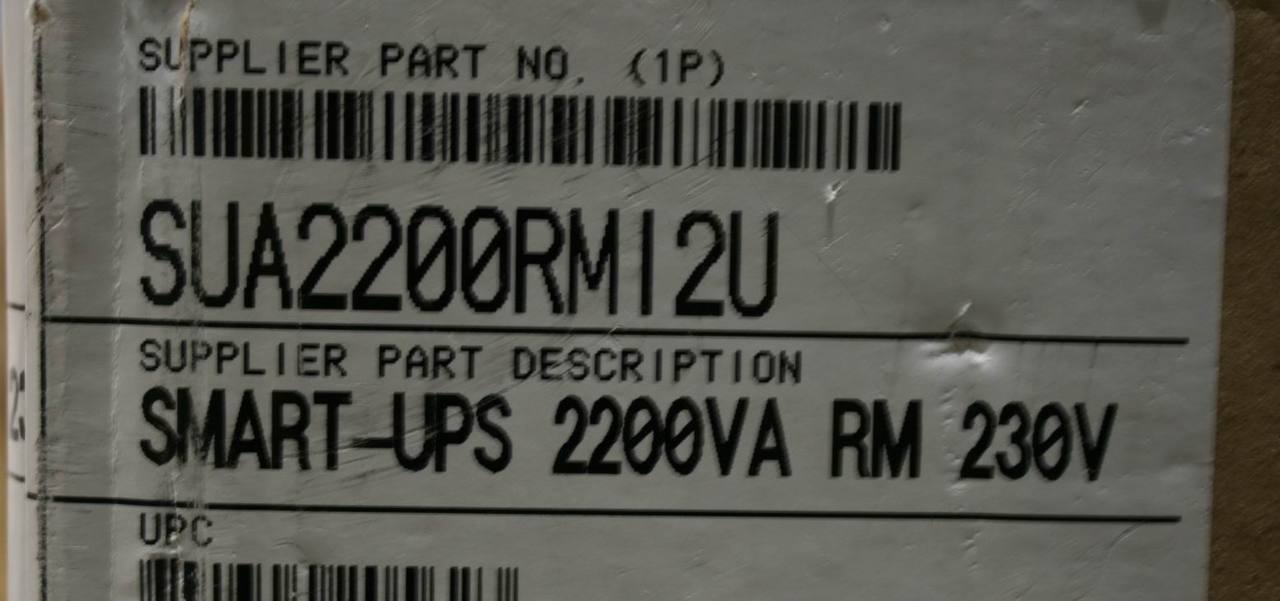 SUPPLIER PART NO. (1P)
SUA2200RMI2U
SUPPLIER PART DESCRIPTION
SMART-UPS 2200VA RM 230V
UPC